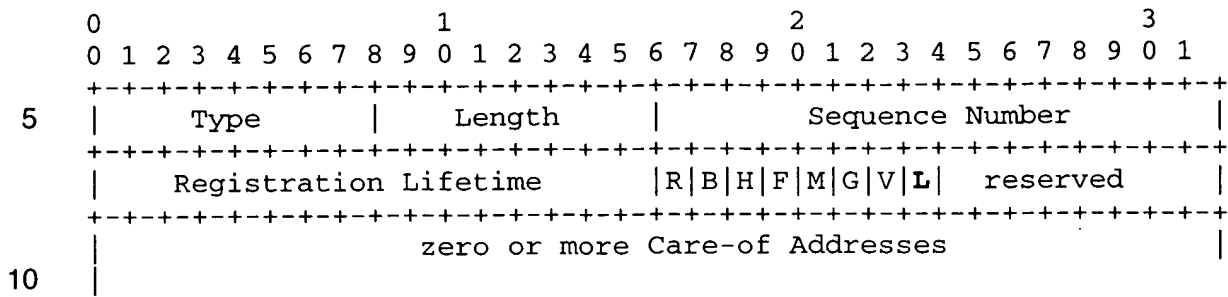 0 1 2 3
0 1 2 3 4 5 6 7 8 9 0 1 2 3 4 5 6 7 8 9 0 1 2 3 4 5 6 7 8 9 0 1
+-+-+-+-+-+-+-+-+-+-+-+-+-+-+-+-+-+-+-+-+-+-+-+-+-+-+-+-+-+-+-+-+
5 | Type | Length | Sequence Number |
+-+-+-+-+-+-+-+-+-+-+-+-+-+-+-+-+-+-+-+-+-+-+-+-+-+-+-+-+-+-+-+-+
| Registration Lifetime |R|B|H|F|M|G|V|L| reserved |
+-+-+-+-+-+-+-+-+-+-+-+-+-+-+-+-+-+-+-+-+-+-+-+-+-+-+-+-+-+-+-+-+
| zero or more Care-of Addresses |
10 |